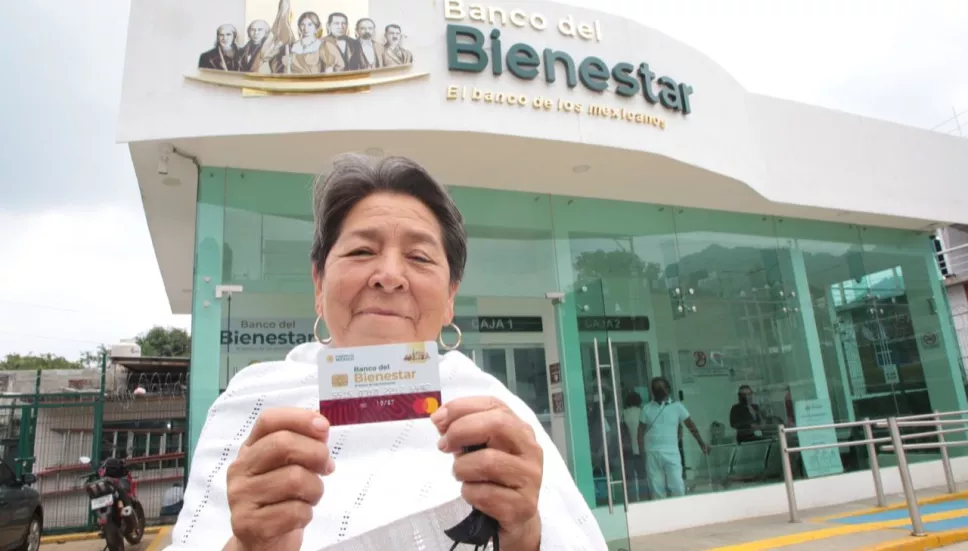 Banco del
Bienestar
El banco de los mexicanos
CAJA 1
CAJA 2
Banco del
Bienestar
Banco del
Bienestar